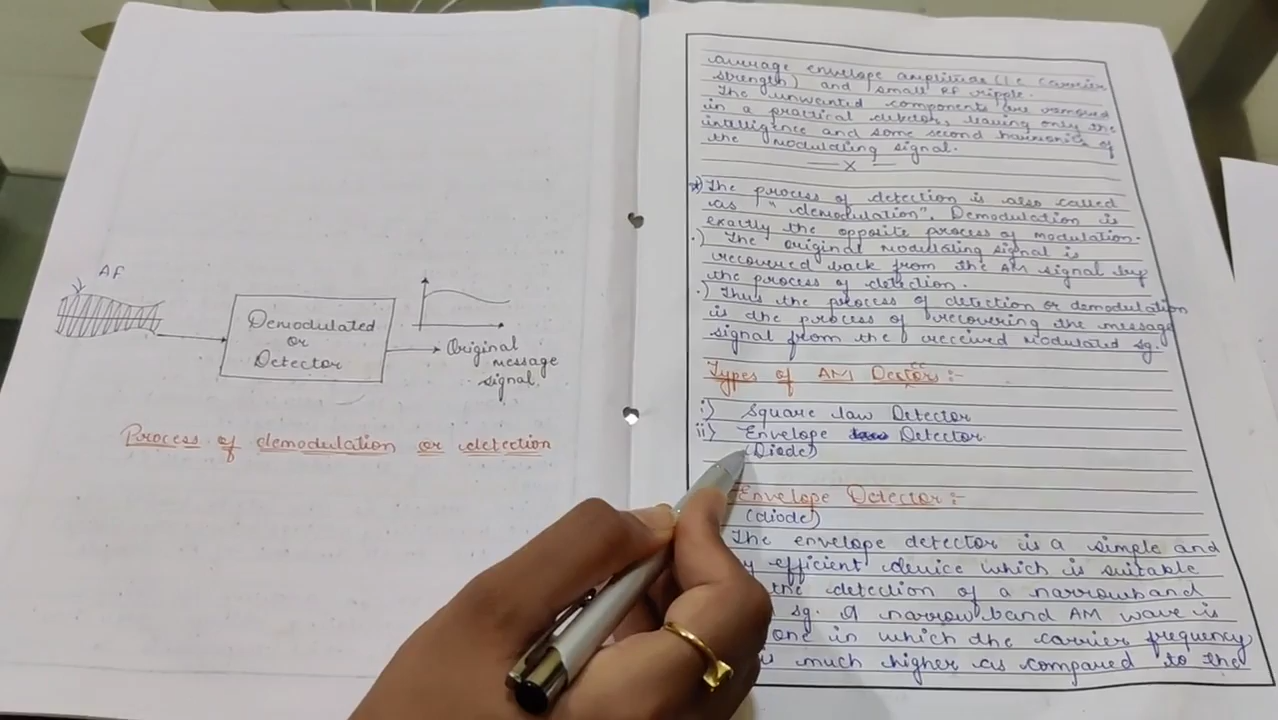 AF
Demodulated
or
Detector
Original
message
signal.
Process of demodulation or detection
average envelope amplitude (i.e carrier
strength) and small RF ripple.
The unwanted components are removed
in a practical detector, leaving only the
intelligence and some second harmonic of
the modulating signal.
— X —
*) The process of detection is also called
as "demodulation". Demodulation is
exactly the opposite process of modulation.
.) The original modulating signal is
recovered back from the AM signal by
the process of detection.
.) Thus the process of detection or demodulation
is the process of recovering the message
signal from the received modulated sg.
Types of AM :-
i) Square law Detector
ii) Envelope Detector
(Diode)
Envelope Detector :-
(diode)
The envelope detector is a simple and
efficient device which is suitable
the detection of a narrowband
sg. A narrow band AM wave is
one in which the carrier frequency
is much higher as compared to the